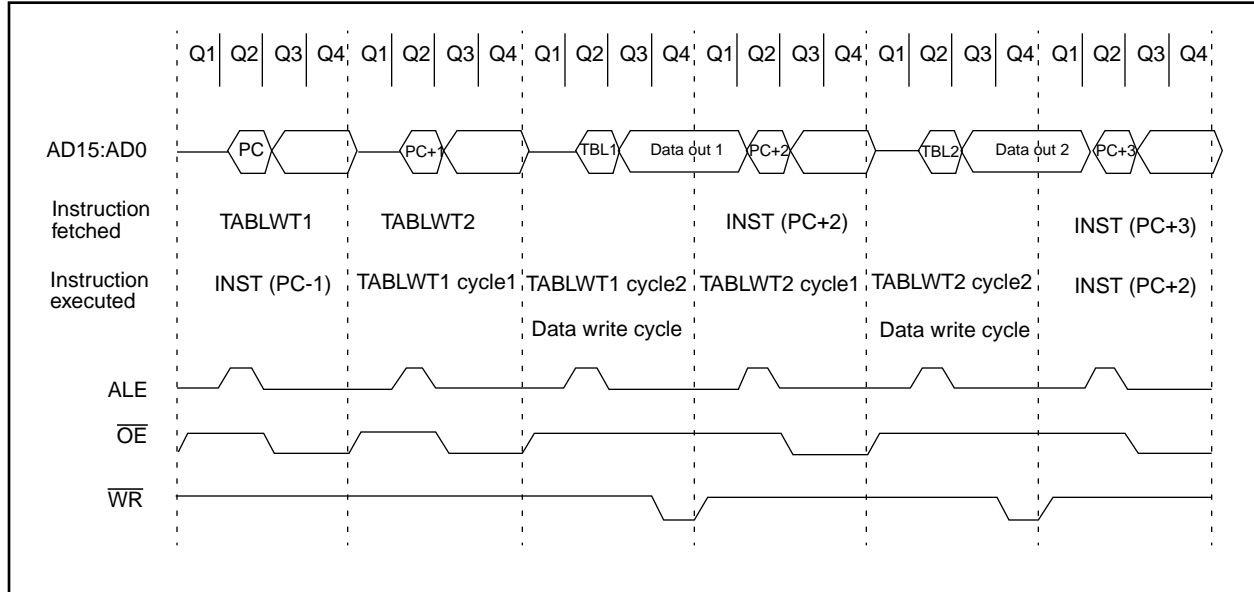 Q1 Q2 Q3 Q4 Q1 Q2 Q3 Q4 Q1 Q2 Q3 Q4 Q1 Q2 Q3 Q4 Q1 Q2 Q3 Q4 Q1 Q2 Q3 Q4
AD15:AD0 PC PC+1 TBL1 Data out 1 PC+2 TBL2 Data out 2 PC+3
Instruction
fetched TABLWT1 TABLWT2 INST (PC+2) INST (PC+3)
Instruction
executed INST (PC-1) TABLWT1 cycle1 TABLWT1 cycle2 TABLWT2 cycle1 TABLWT2 cycle2 INST (PC+2)
Data write cycle Data write cycle
ALE
OE
WR